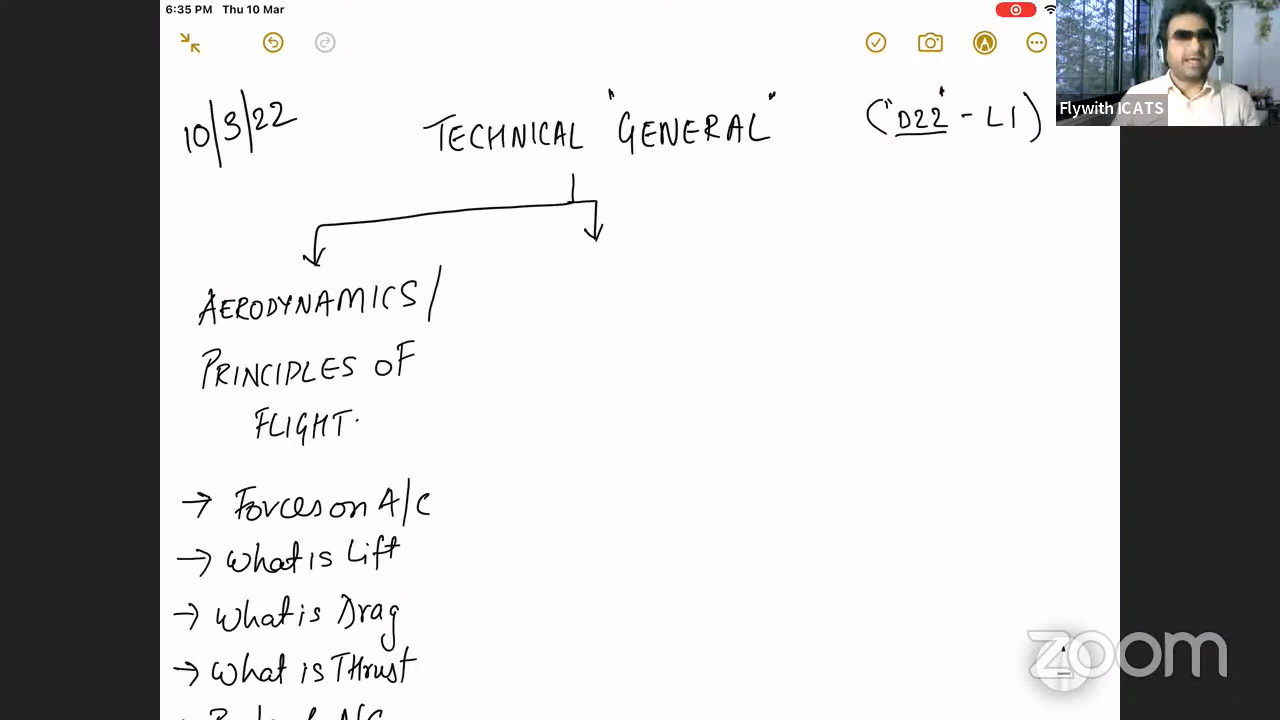 6:35 PM Thu 10 Mar
Flywith ICATS
10/3/22
TECHNICAL "GENERAL"
("D22" - L1)
AERODYNAMICS/
PRINCIPLES OF
FLIGHT.
→ Forces on A/C
→ What is Lift
→ What is Drag
→ What is Thrust
zoom